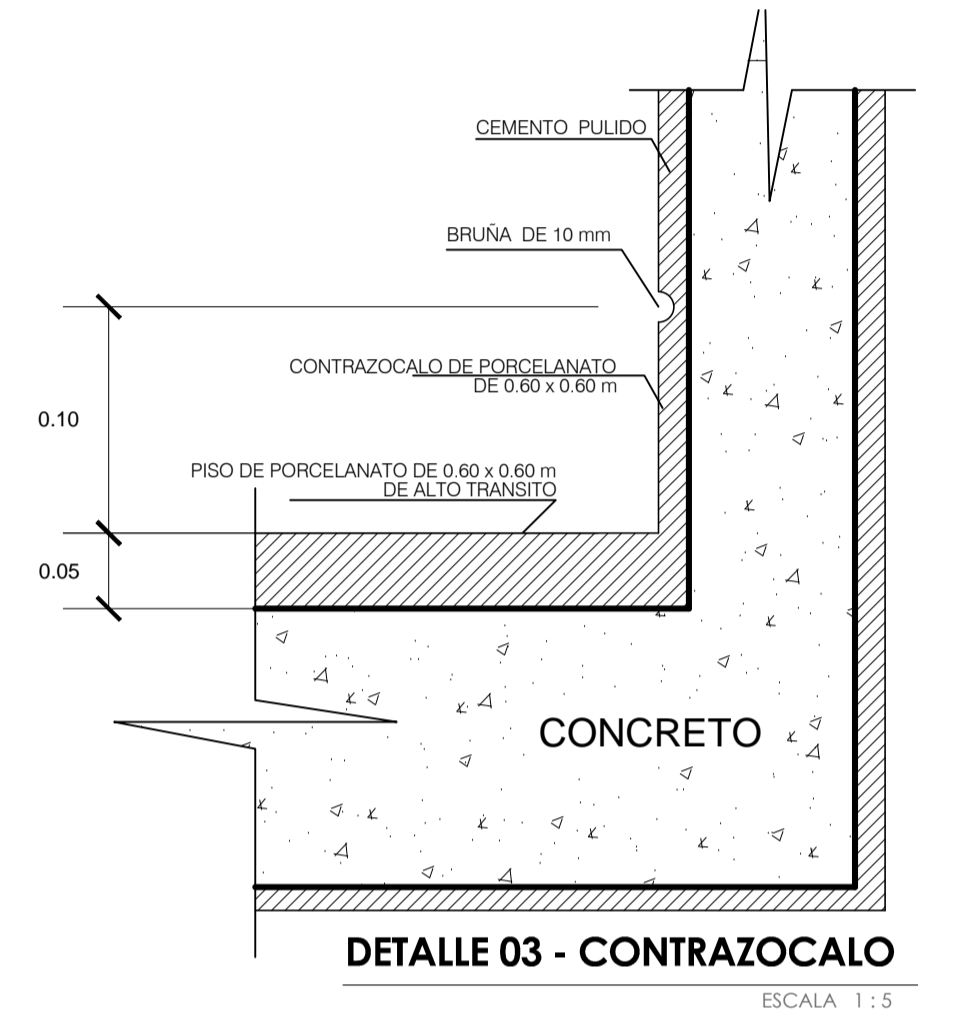 CEMENTO PULIDO
BRUÑA DE 10 mm
CONTRAZOCALO DE PORCELANATO
DE 0.60 x 0.60 m
0.10
PISO DE PORCELANATO DE 0.60 x 0.60 m
DE ALTO TRANSITO
0.05
CONCRETO
DETALLE 03 - CONTRAZOCALO
ESCALA 1 : 5